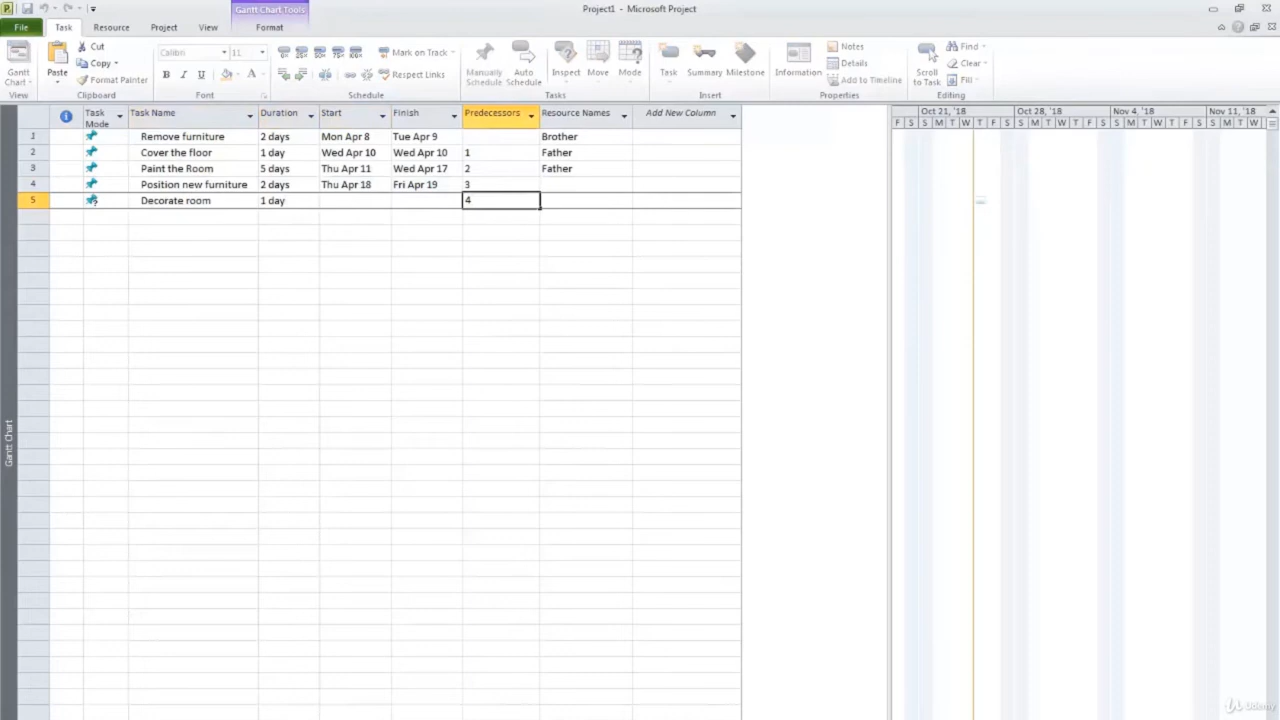 Gantt Chart Tools
Project1 - Microsoft Project
File Task Resource Project View Format
Gantt Chart
View
Paste
Cut
Copy
Format Painter
Clipboard
Calibri 11
B I U A
Font
Mark on Track
Respect Links
Schedule
Manually Schedule
Auto Schedule
Inspect
Move
Mode
Tasks
Task
Summary
Milestone
Insert
Information
Notes
Details
Add to Timeline
Properties
Scroll to Task
Find
Clear
Fill
Editing
Task Mode Task Name Duration Start Finish Predecessors Resource Names Add New Column
1 Remove furniture 2 days Mon Apr 8 Tue Apr 9 Brother
2 Cover the floor 1 day Wed Apr 10 Wed Apr 10 1 Father
3 Paint the Room 5 days Thu Apr 11 Wed Apr 17 2 Father
4 Position new furniture 2 days Thu Apr 18 Fri Apr 19 3
5 Decorate room 1 day 4
Oct 21, '18 Oct 28, '18 Nov 4, '18 Nov 11, '18
F S S M T W T F S S M T W T F S S M T W T F S S M T W
Gantt Chart
Udemy